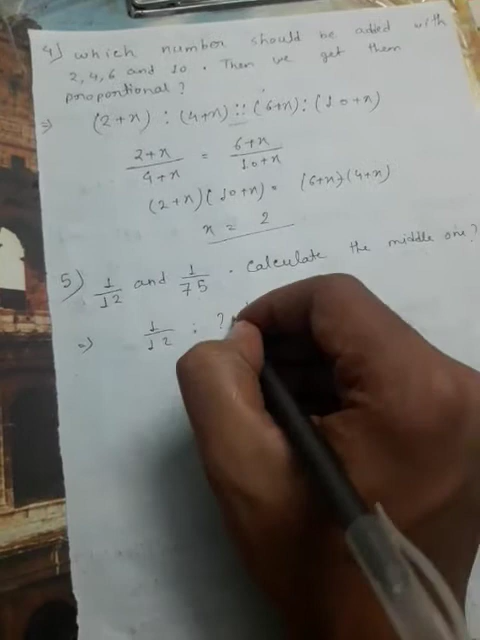 4) which number should be added with
2, 4, 6 and 10 . Then we get them
proportional ?
⇒ (2+x) : (4+x) :: (6+x) : (10+x)
2+x/4+x = 6+x/10+x
(2+x)(10+x) = (6+x)(4+x)
x = 2
5) 1/12 and 1/75 . Calculate the middle one ?
⇒ 1/12 : ?